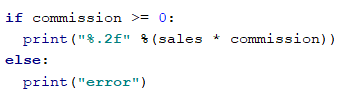 if commission >= 0:
  print("%.2f" %(sales * commission))
else:
  print("error")